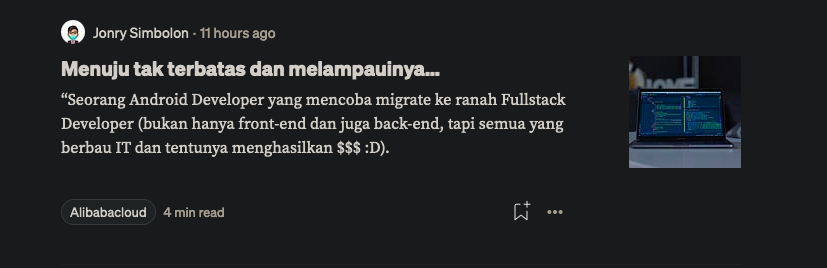 Jonry Simbolon · 11 hours ago
Menuju tak terbatas dan melampauinya...
“Seorang Android Developer yang mencoba migrate ke ranah Fullstack
Developer (bukan hanya front-end dan juga back-end, tapi semua yang
berbau IT dan tentunya menghasilkan $$$ :D).
Alibabacloud 4 min read